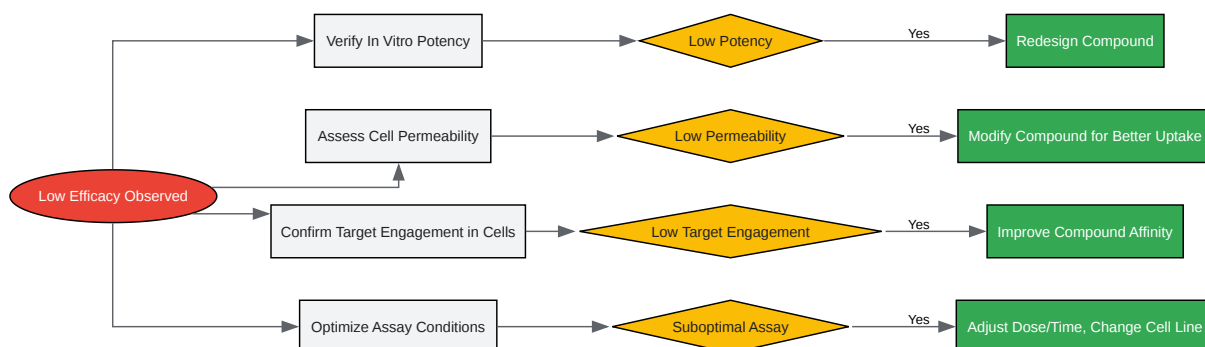 Verify In Vitro Potency
Low Potency
Yes
Redesign Compound
Assess Cell Permeability
Low Permeability
Yes
Modify Compound for Better Uptake
Low Efficacy Observed
Confirm Target Engagement in Cells
Low Target Engagement
Yes
Improve Compound Affinity
Optimize Assay Conditions
Suboptimal Assay
Yes
Adjust Dose/Time, Change Cell Line